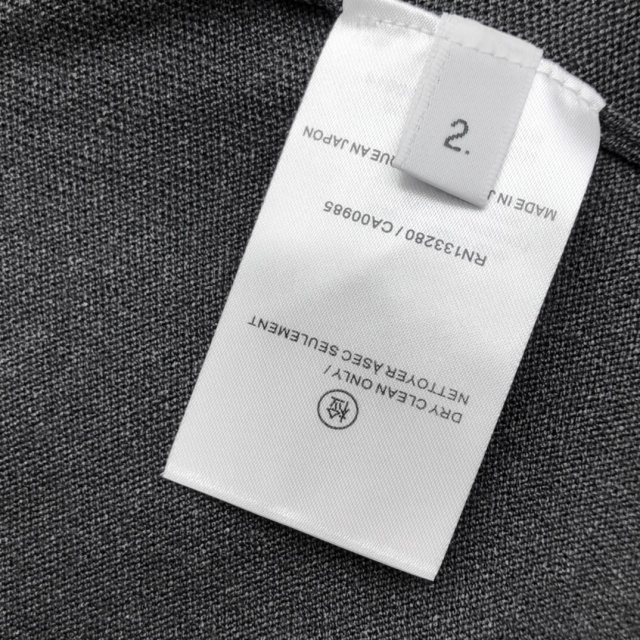 DRY CLEAN ONLY /
NETTOYER ASEC SEULEMENT
RN133280 / CA00985
MADE IN AN JAPON
2.